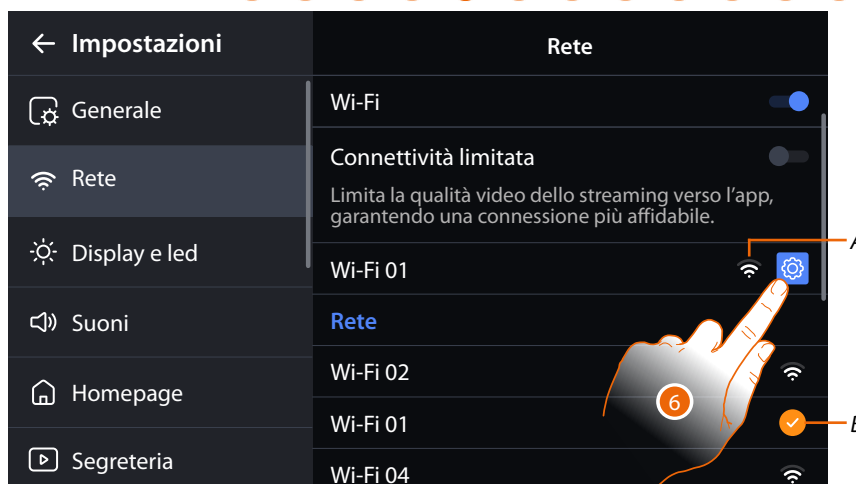 Impostazioni
Generale
Rete
Display e led
Suoni
Homepage
Segreteria
Rete
Wi-Fi
Connettività limitata
Limita la qualità video dello streaming verso l'app,
garantendo una connessione più affidabile.
Wi-Fi 01
A
Rete
Wi-Fi 02
6
Wi-Fi 01
Wi-Fi 04